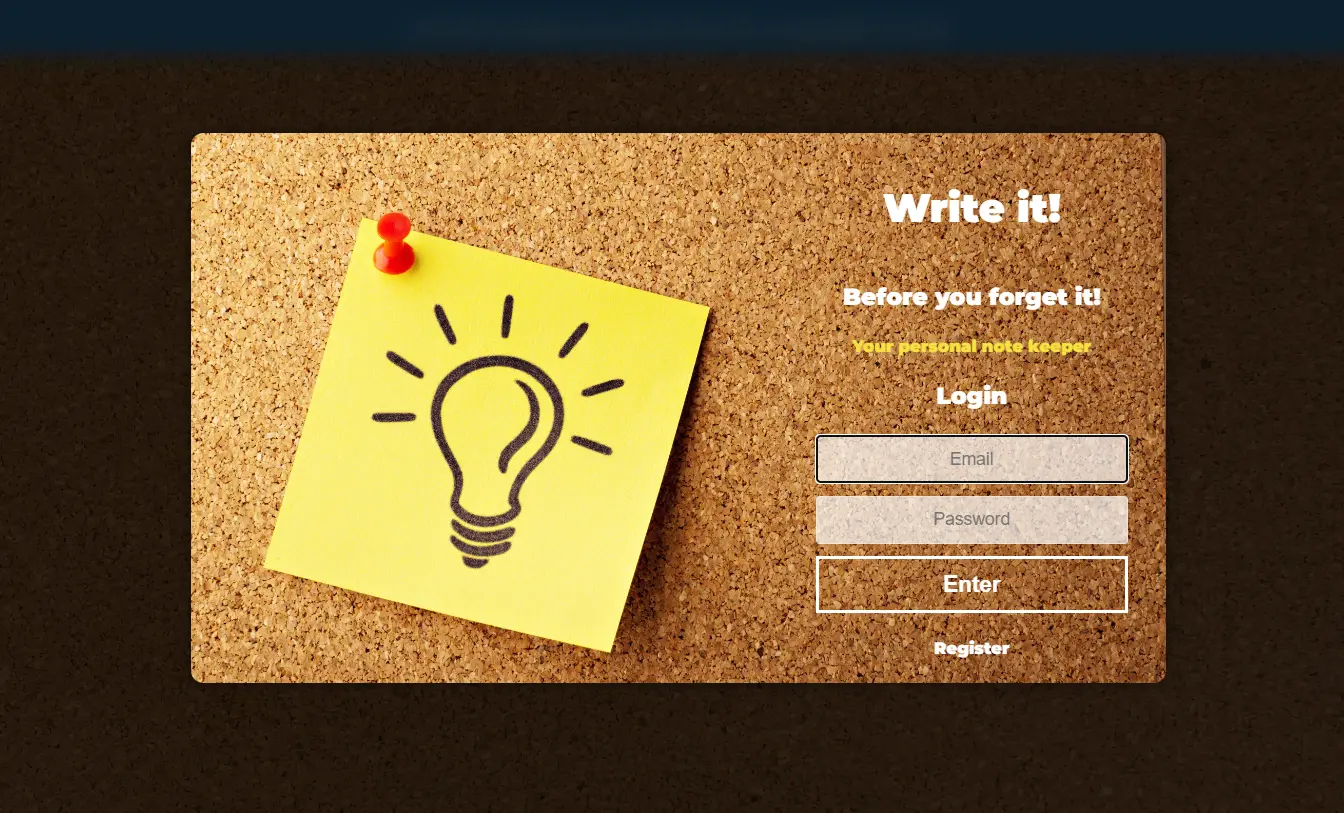 Write it!
Before you forget it!
Your personal note keeper
Login
Email
Password
Enter
Register